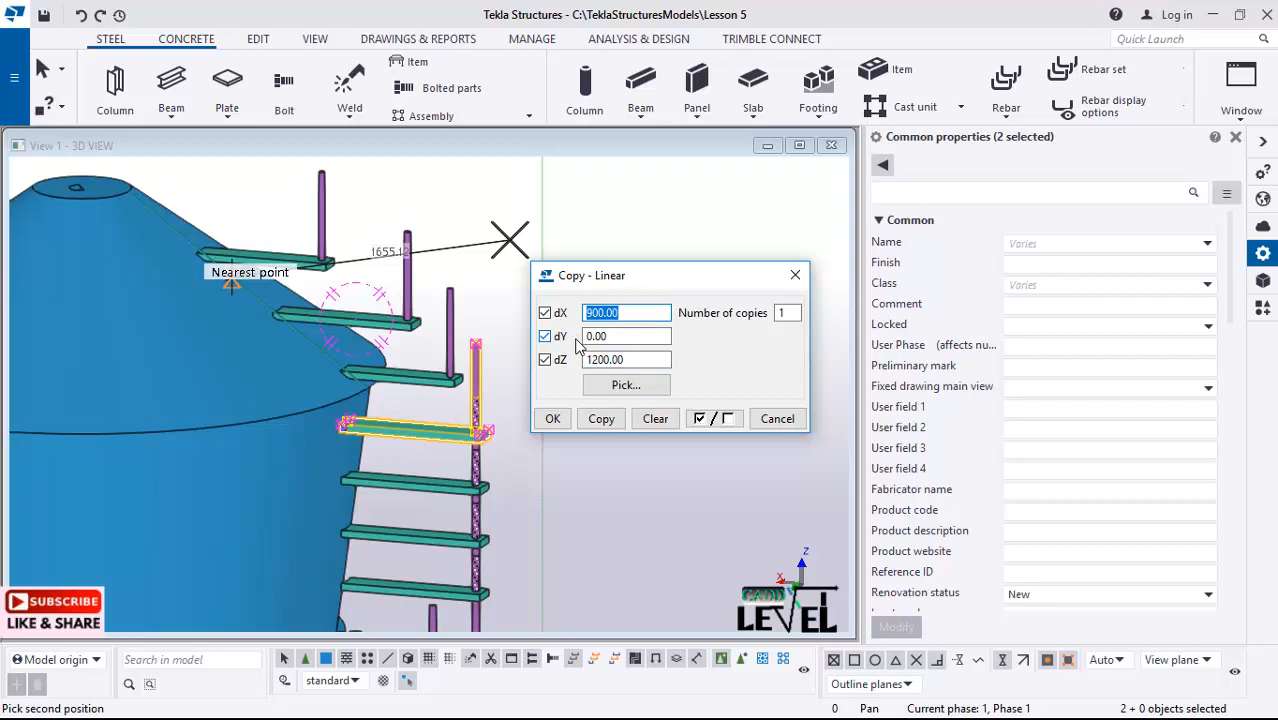 Tekla Structures - C:\TeklaStructuresModels\Lesson 5
Log in
STEEL CONCRETE EDIT VIEW DRAWINGS & REPORTS MANAGE ANALYSIS & DESIGN TRIMBLE CONNECT
Quick Launch
Column Beam Plate Bolt Weld
Item
Bolted parts
Assembly
Column Beam Panel Slab Footing
Item
Cast unit
Rebar
Rebar set
Rebar display options
Window
View 1 - 3D VIEW
1655.12
Nearest point
Copy - Linear
dX 900.00 Number of copies 1
dY 0.00
dZ 1200.00
Pick...
OK Copy Clear / Cancel
Z
X
CADD
LEVEL
SUBSCRIBE
LIKE & SHARE
Common properties (2 selected)
Common
Name Varies
Finish
Class Varies
Comment
Locked
User Phase (affects nu...
Preliminary mark
Fixed drawing main view
User field 1
User field 2
User field 3
User field 4
Fabricator name
Product code
Product description
Product website
Reference ID
Renovation status New
Modify
Model origin
Search in model
standard
Auto
View plane
Outline planes
Pick second position
0 Pan Current phase: 1, Phase 1 2 + 0 objects selected